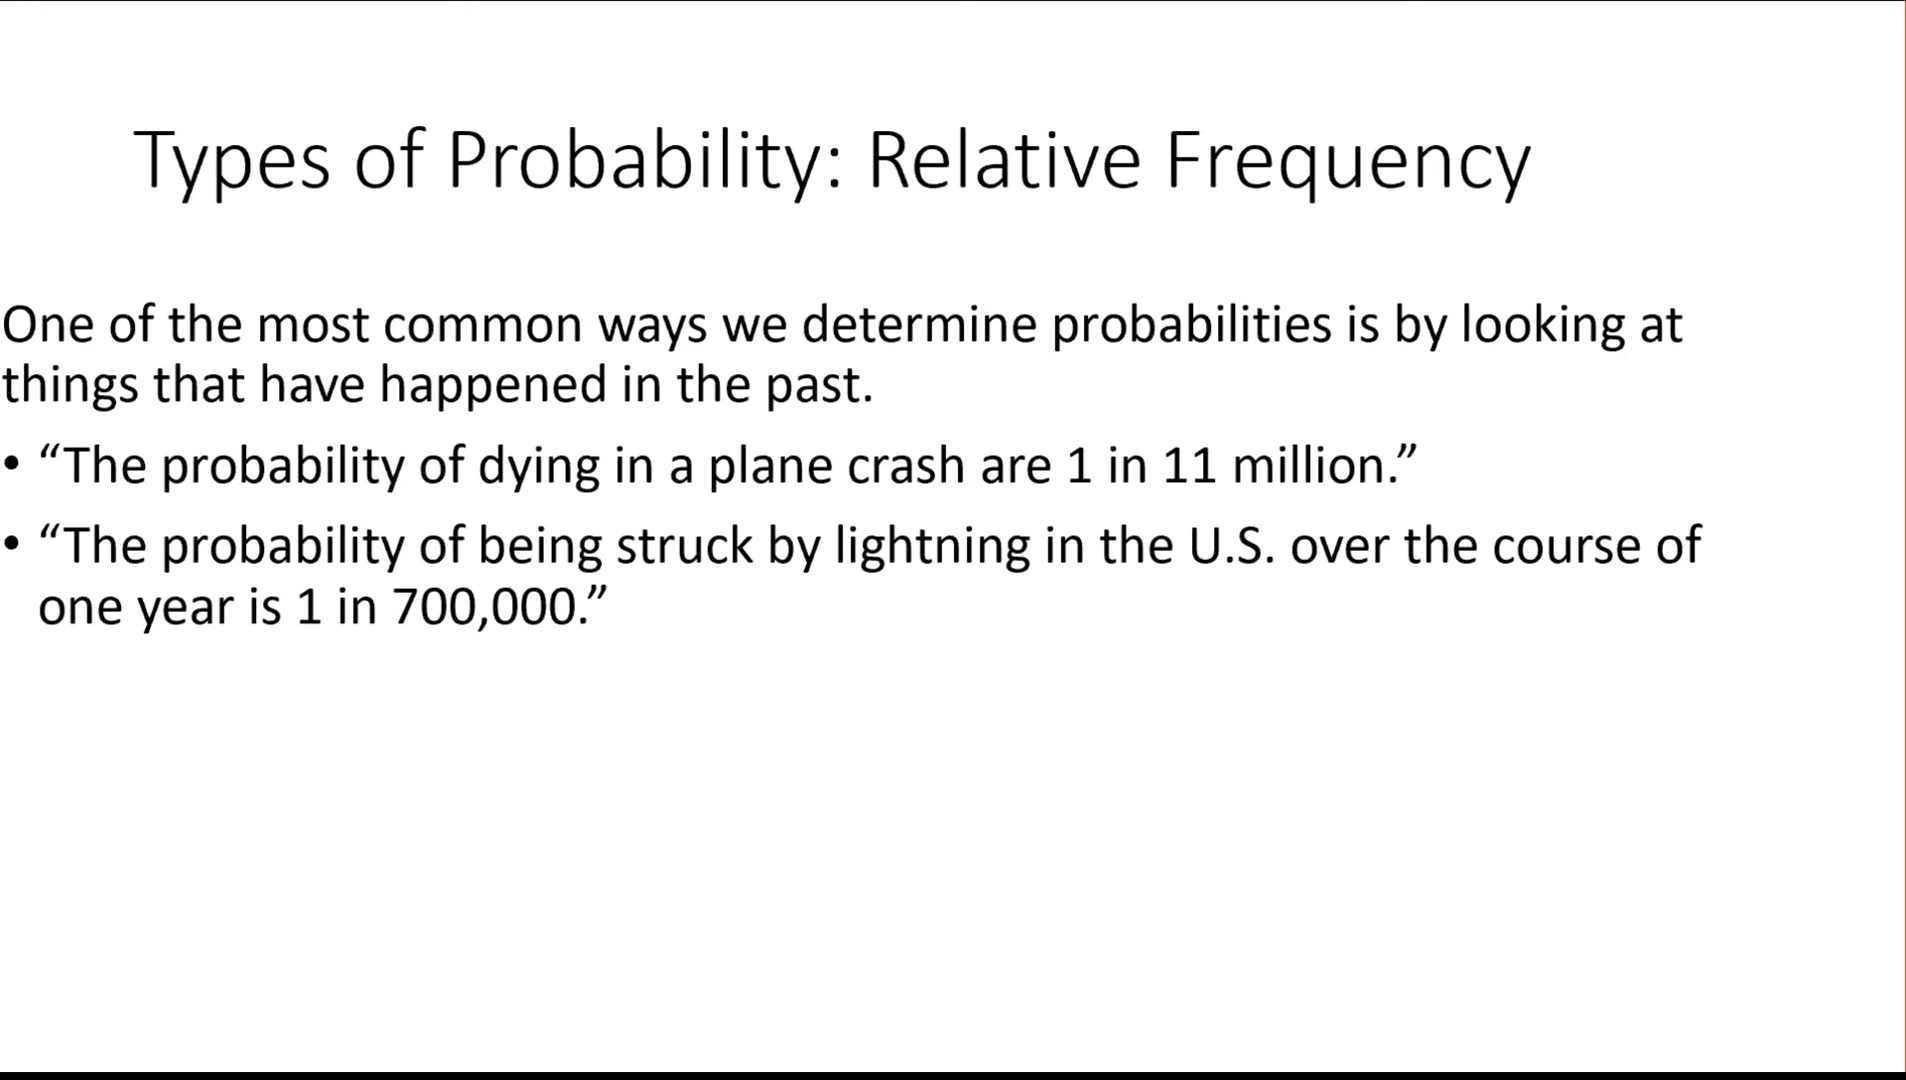 Types of Probability: Relative Frequency
One of the most common ways we determine probabilities is by looking at
things that have happened in the past.
• “The probability of dying in a plane crash are 1 in 11 million.”
• “The probability of being struck by lightning in the U.S. over the course of
one year is 1 in 700,000.”